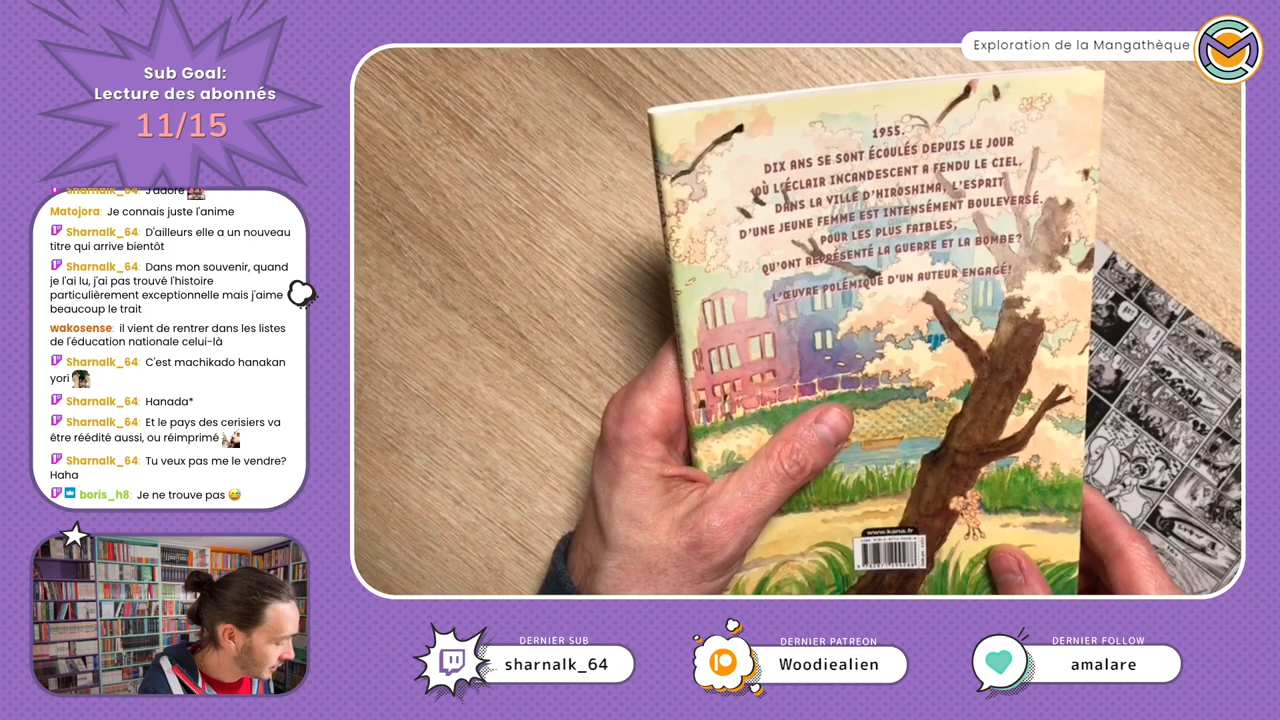 Sub Goal:
Lecture des abonnés
11/15
Sharnalk_64: J'adore
Matojora: Je connais juste l'anime
Sharnalk_64: D'ailleurs elle a un nouveau
titre qui arrive bientôt
Sharnalk_64: Dans mon souvenir, quand
je l'ai lu, j'ai pas trouvé l'histoire
particulièrement exceptionnelle mais j'aime
beaucoup le trait
wakosense: il vient de rentrer dans les listes
de l'éducation nationale celui-là
Sharnalk_64: C'est machikado hanakan
yori
Sharnalk_64: Hanada*
Sharnalk_64: Et le pays des cerisiers va
être réédité aussi, ou réimprimé
Sharnalk_64: Tu veux pas me le vendre?
Haha
boris_h8: Je ne trouve pas 😅
Exploration de la Mangathèque
1955.
DIX ANS SE SONT ÉCOULÉS DEPUIS LE JOUR
OÙ L'ÉCLAIR INCANDESCENT A FENDU LE CIEL.
DANS LA VILLE D'HIROSHIMA, L'ESPRIT
D'UNE JEUNE FEMME EST INTENSÉMENT BOULEVERSÉ.
POUR LES PLUS FAIBLES,
QU'ONT REPRÉSENTÉ LA GUERRE ET LA BOMBE?
L'ŒUVRE POLÉMIQUE D'UN AUTEUR ENGAGÉ!
www.kana.fr
DERNIER SUB
sharnalk_64
DERNIER PATREON
Woodiealien
DERNIER FOLLOW
amalare